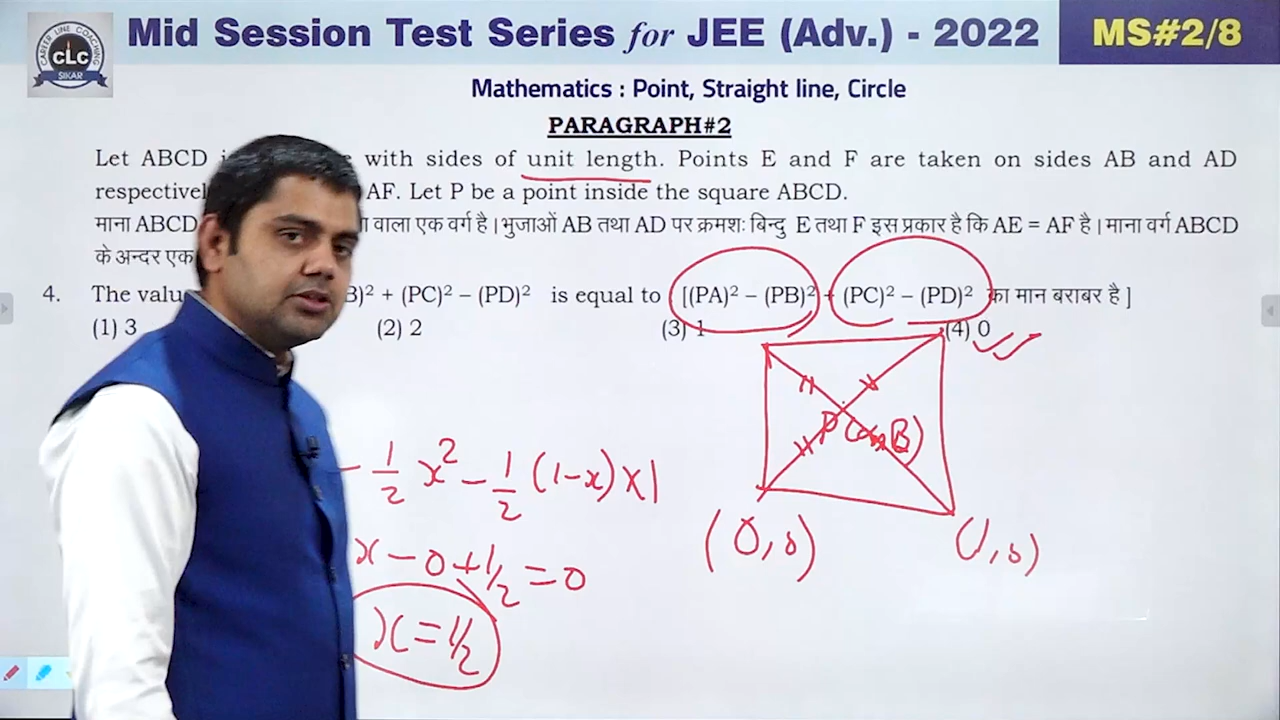 Mid Session Test Series for JEE (Adv.) - 2022 MS#2/8
CAREER LINE COACHING
CLC
SIKAR
Mathematics : Point, Straight line, Circle
PARAGRAPH#2
Let ABCD with sides of unit length. Points E and F are taken on sides AB and AD
AF. Let P be a point inside the square ABCD.
माना ABCD वाला एक वर्ग है। भुजाओं AB तथा AD पर क्रमशः बिन्दु E तथा F इस प्रकार है कि AE = AF है। माना वर्ग ABCD
के अन्दर एक
4. The )² + (PC)² – (PD)² is equal to [(PA)² – (PB)² + (PC)² – (PD)² का मान बराबर है ]
(1) 3 (2) 2 (3) 1 (4) 0
P
- 1/2 x² - 1/2 (1-x) x 1
(0,0) (1,0)
x - 0 + 1/2 = 0
x = 1/2